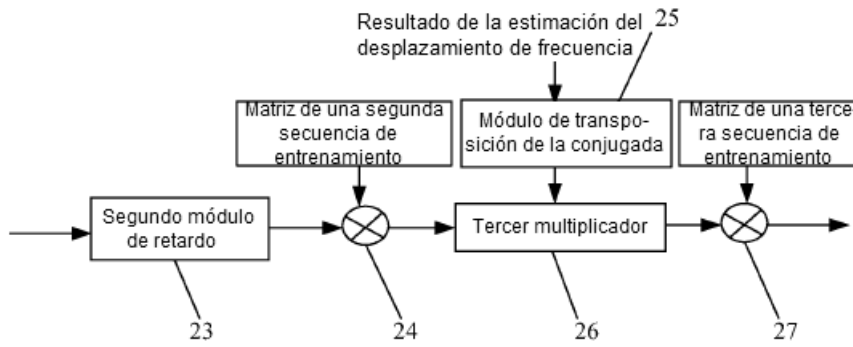 Resultado de la estimación del
desplazamiento de frecuencia
25
Matriz de una segunda
secuencia de
entrenamiento
Módulo de transpo-
sición de la conjugada
Matriz de una terce
ra secuencia de
entrenamiento
Segundo módulo
de retardo
Tercer multiplicador
23
24
26
27